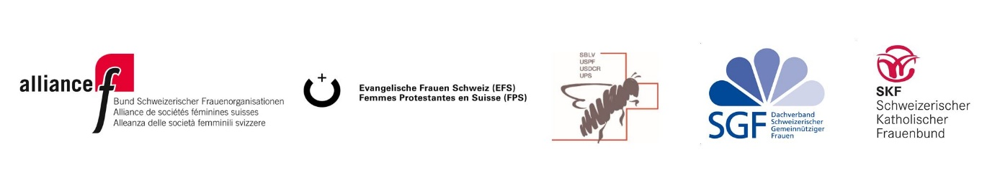 alliance f
Bund Schweizerischer Frauenorganisationen
Alliance de sociétés féminines suisses
Alleanza delle società femminili svizzere
Evangelische Frauen Schweiz (EFS)
Femmes Protestantes en Suisse (FPS)
SBLV
USPF
USDCR
UPS
SGF
Dachverband
Schweizerischer
Gemeinnütziger
Frauen
SKF
Schweizerischer
Katholischer
Frauenbund